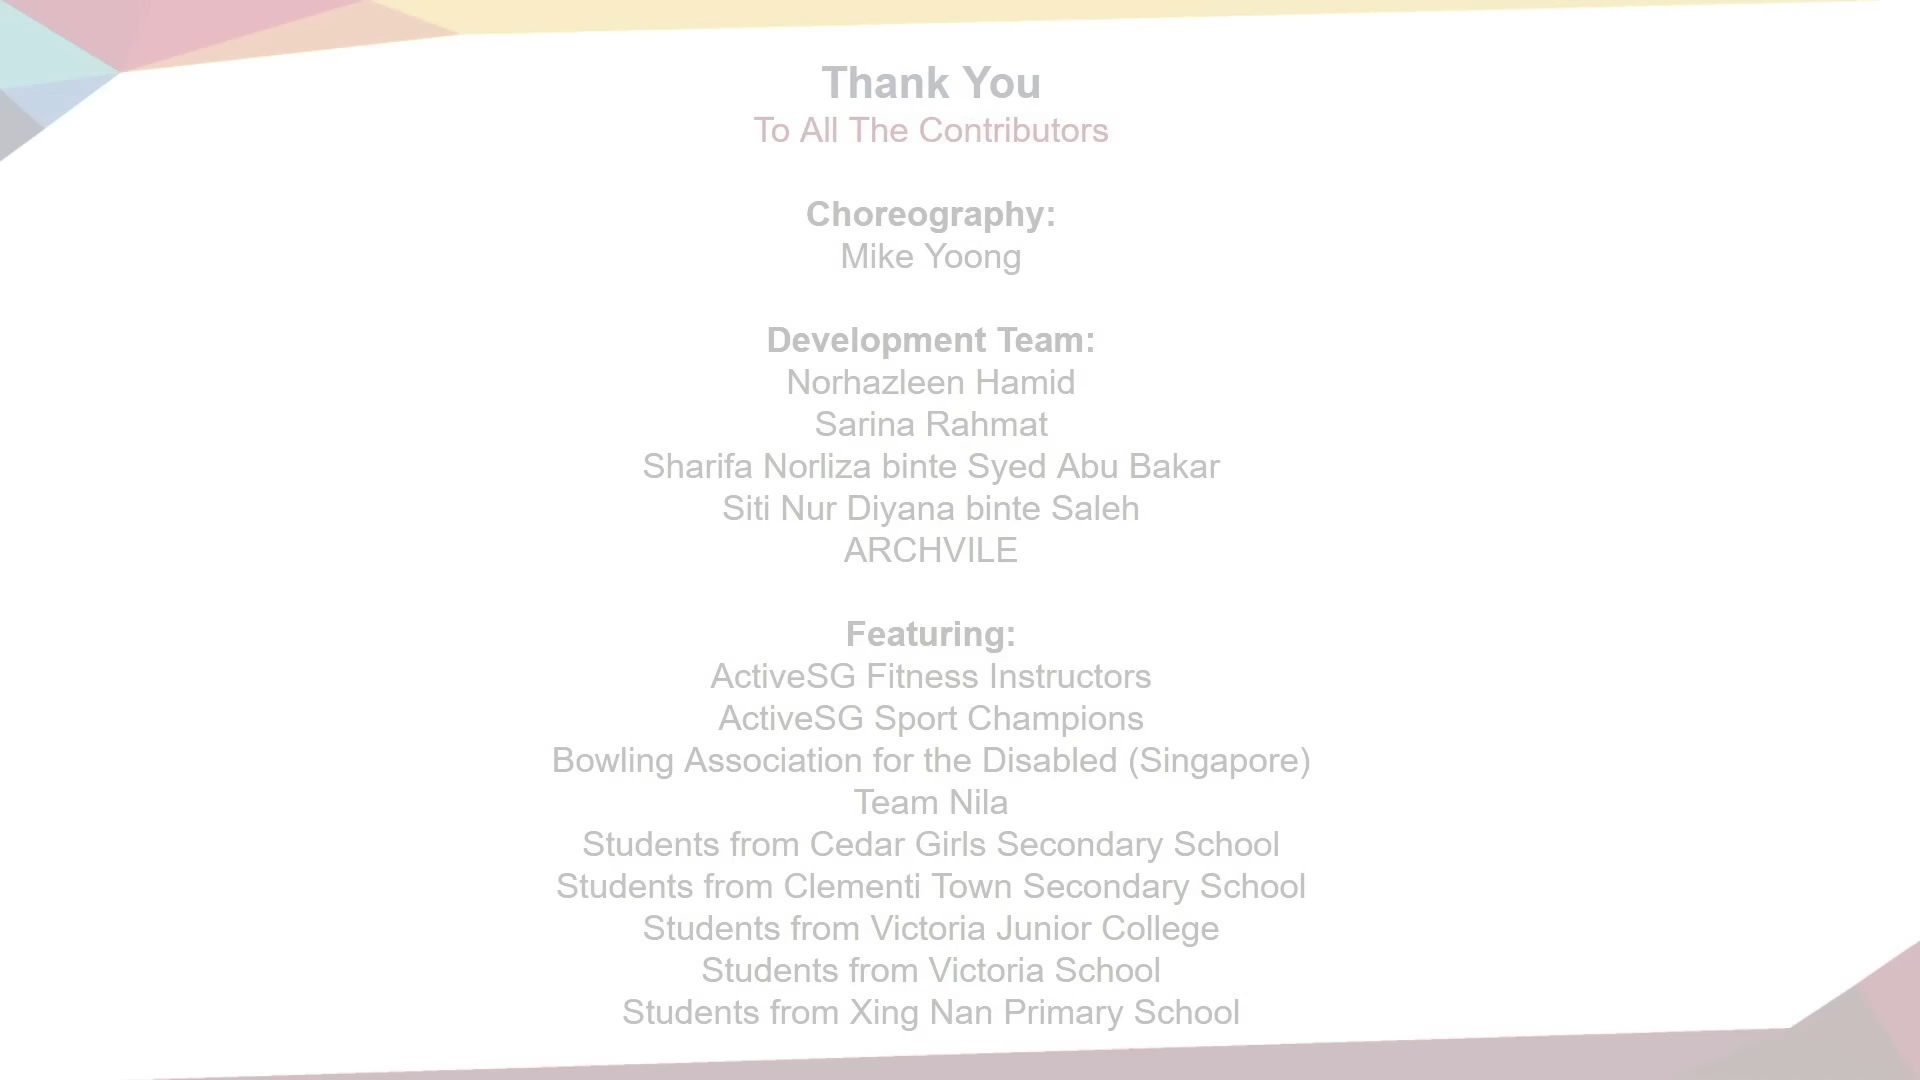 Thank You
To All The Contributors
Choreography:
Mike Yoong
Development Team:
Norhazleen Hamid
Sarina Rahmat
Sharifa Norliza binte Syed Abu Bakar
Siti Nur Diyana binte Saleh
ARCHVILE
Featuring:
ActiveSG Fitness Instructors
ActiveSG Sport Champions
Bowling Association for the Disabled (Singapore)
Team Nila
Students from Cedar Girls Secondary School
Students from Clementi Town Secondary School
Students from Victoria Junior College
Students from Victoria School
Students from Xing Nan Primary School